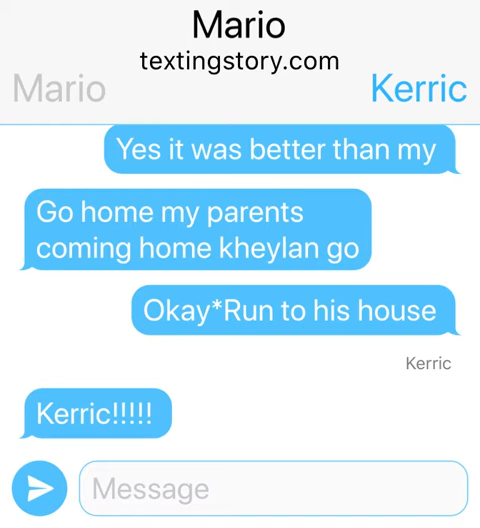 Mario
textingstory.com
Mario
Kerric
Yes it was better than my
Go home my parents
coming home kheylan go
Okay*Run to his house
Kerric
Kerric!!!!!
Message